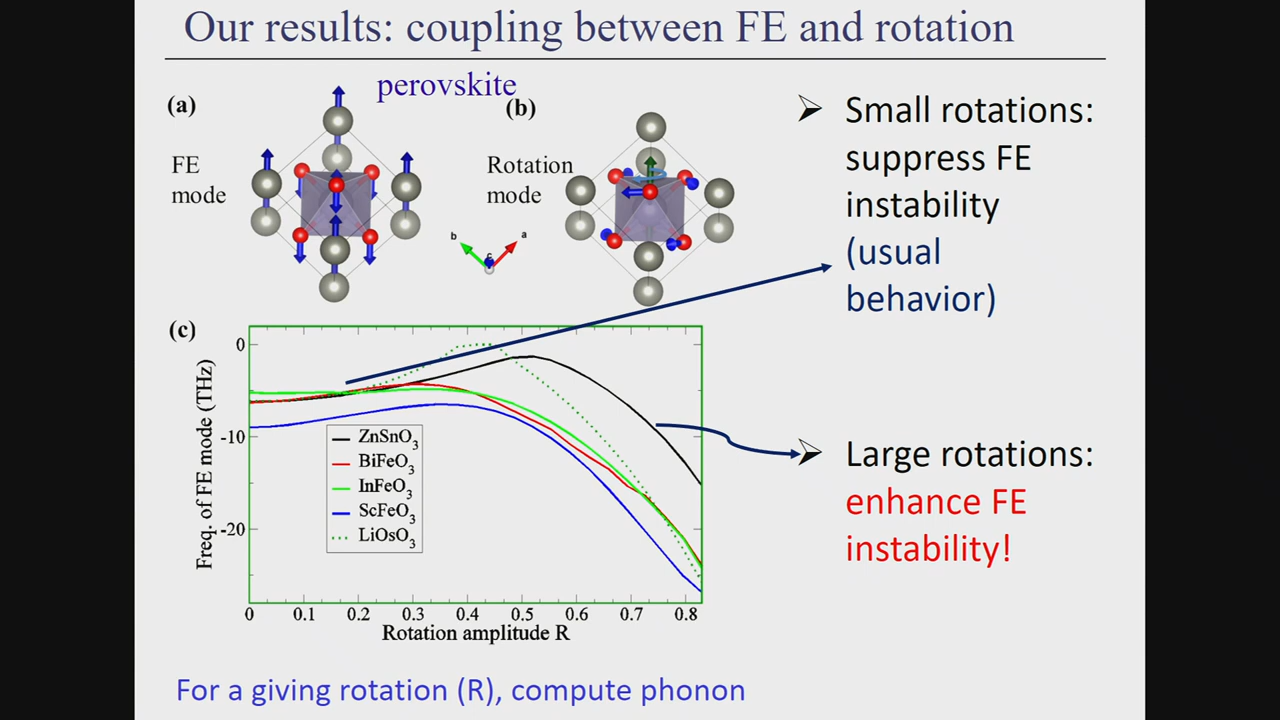 Our results: coupling between FE and rotation
perovskite
(a)
(b)
FE
mode
Rotation
mode
b
a
c
Small rotations:
suppress FE
instability
(usual
behavior)
(c)
Freq. of FE mode (THz)
0
-10
-20
ZnSnO3
BiFeO3
InFeO3
ScFeO3
LiOsO3
0 0.1 0.2 0.3 0.4 0.5 0.6 0.7 0.8
Rotation amplitude R
Large rotations:
enhance FE
instability!
For a giving rotation (R), compute phonon